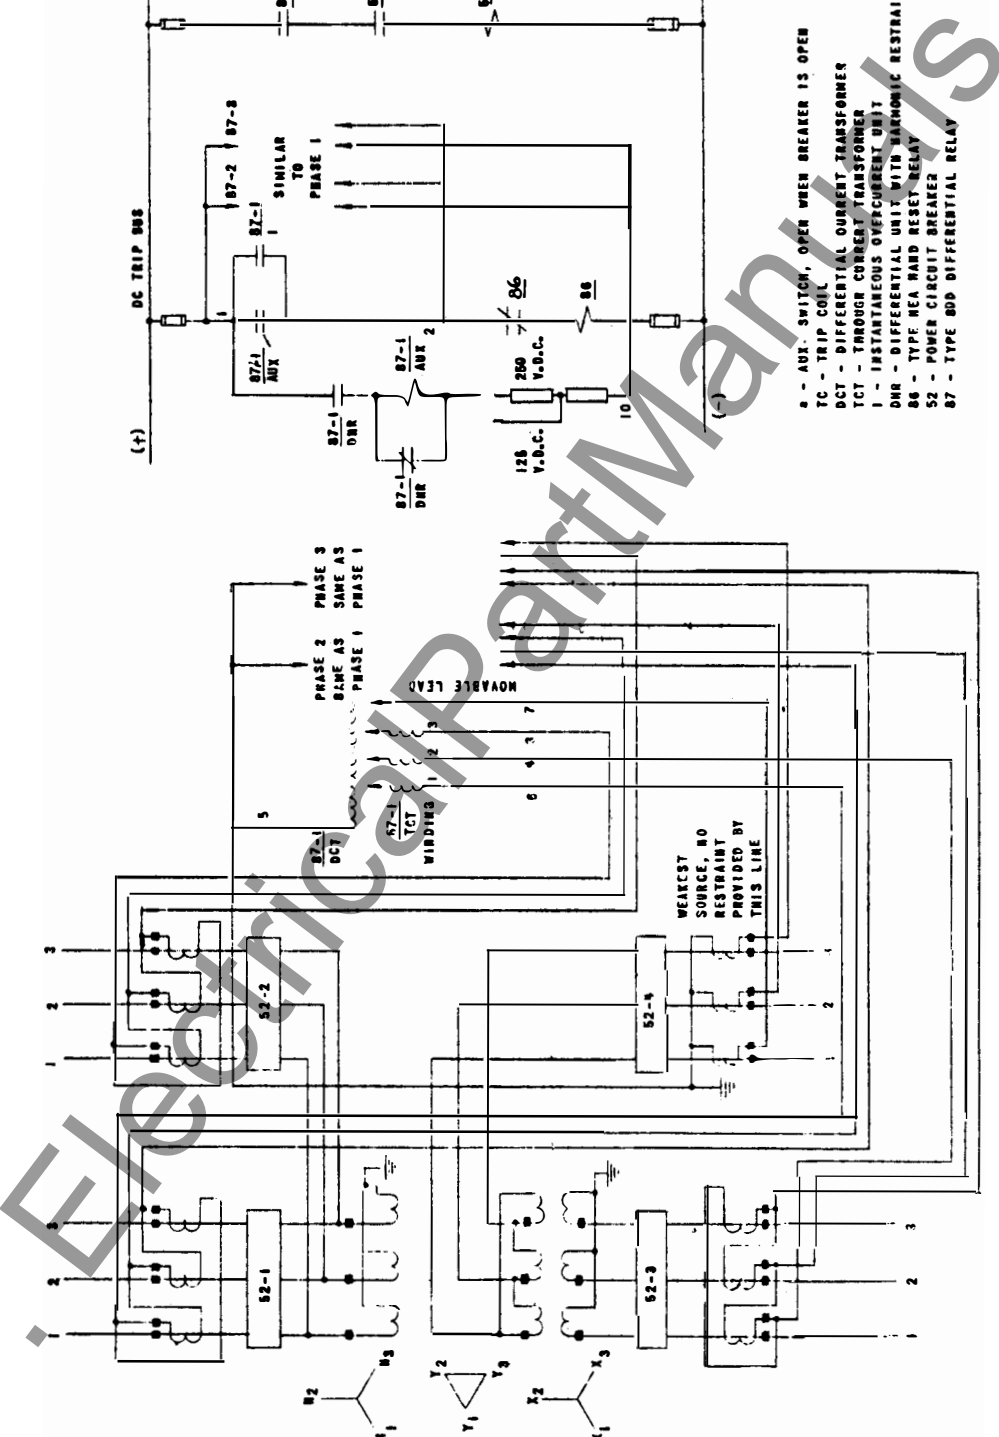 DC TRIP BUS
(+)
(-)
87-2
87-3
SIMILAR
TO
PHASE 1
87-1
1
1
87-1
AUX
2
86
86
87-1
DHR
87-1
AUX
87-1
DHR
250
V.D.C.
125
V.D.C.
10
a - AUX. SWITCH, OPEN WHEN BREAKER IS OPEN
TC - TRIP COIL
DCT - DIFFERENTIAL CURRENT TRANSFORMER
TCT - THROUGH CURRENT TRANSFORMER
I - INSTANTANEOUS OVERCURRENT UNIT
DHR - DIFFERENTIAL UNIT WITH HARMONIC RESTRAI
86 - TYPE HEA HAND RESET RELAY
52 - POWER CIRCUIT BREAKER
87 - TYPE BDD DIFFERENTIAL RELAY
PHASE 3
SAME AS
PHASE 1
PHASE 2
SAME AS
PHASE 1
MOVABLE LEAD
5
87-1
DCT
87-1
TCT
WINDING
1
2
3
7
3
4
6
WEAKEST
SOURCE, NO
RESTRAINT
PROVIDED BY
THIS LINE
3
2
1
52-2
52-4
2
3
2
1
52-1
52-3
3
2
1
H2
H3
Y2
Y3
Y1
X2
X3
ElectricalPartManuals